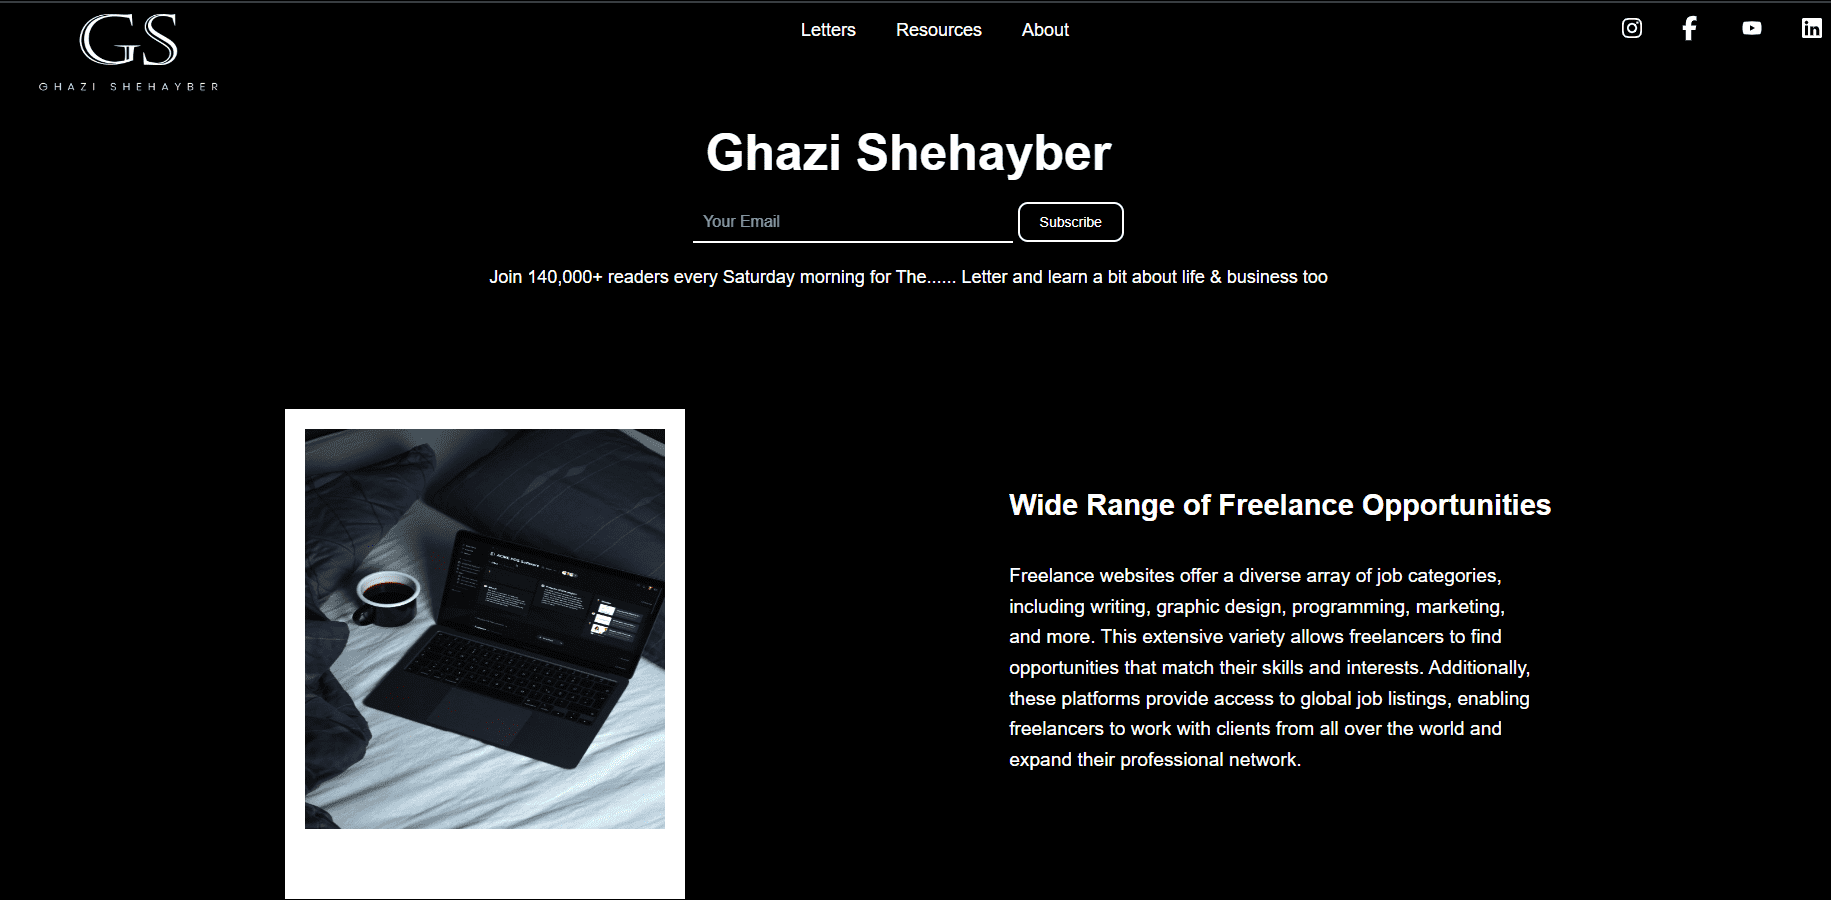 GS
GHAZI SHEHAYBER
Letters Resources About
Ghazi Shehayber
Your Email Subscribe
Join 140,000+ readers every Saturday morning for The...... Letter and learn a bit about life & business too
Wide Range of Freelance Opportunities
Freelance websites offer a diverse array of job categories,
including writing, graphic design, programming, marketing,
and more. This extensive variety allows freelancers to find
opportunities that match their skills and interests. Additionally,
these platforms provide access to global job listings, enabling
freelancers to work with clients from all over the world and
expand their professional network.